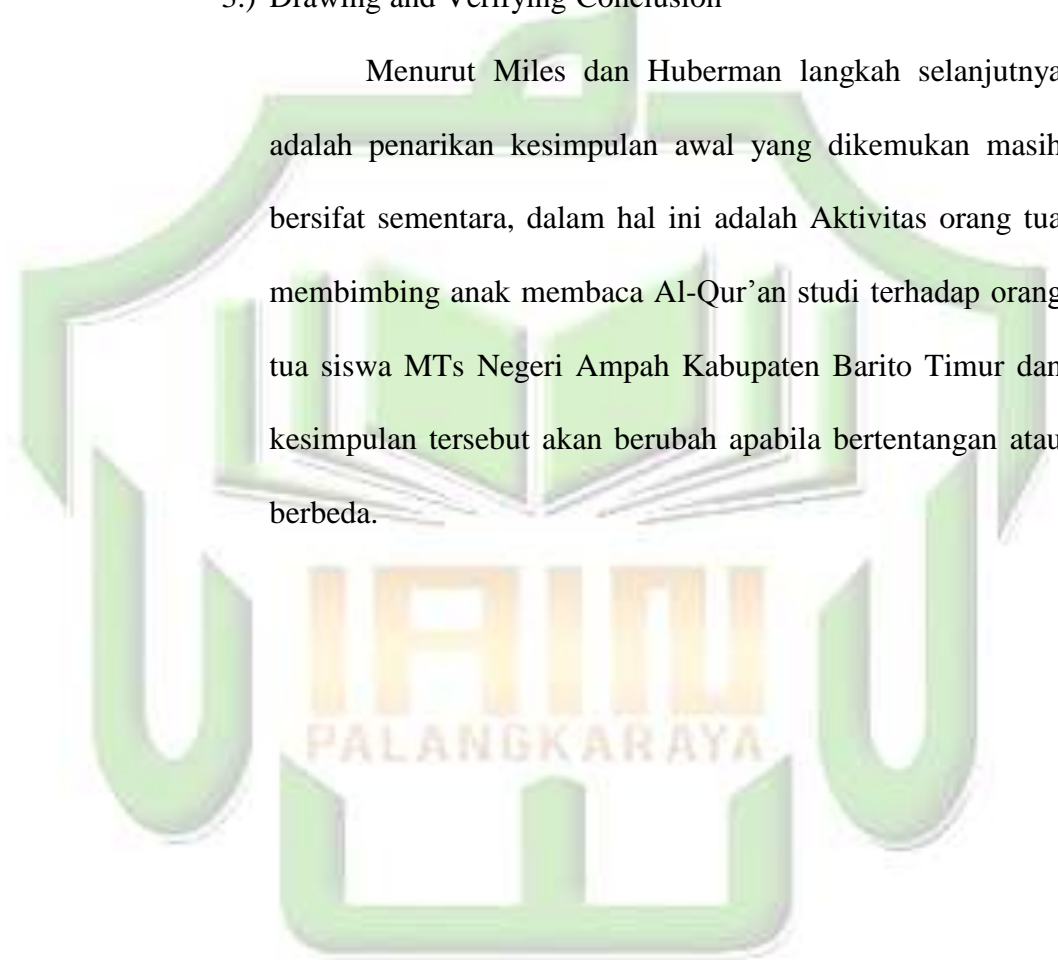 3.) Drawing and Verifying Conclusion
Menurut Miles dan Huberman langkah selanjutnya
adalah penarikan kesimpulan awal yang dikemukan masih
bersifat sementara, dalam hal ini adalah Aktivitas orang tua
membimbing anak membaca Al-Qur’an studi terhadap orang
tua siswa MTs Negeri Ampah Kabupaten Barito Timur dan
kesimpulan tersebut akan berubah apabila bertentangan atau
berbeda.
IAIN
PALANGKARAYA